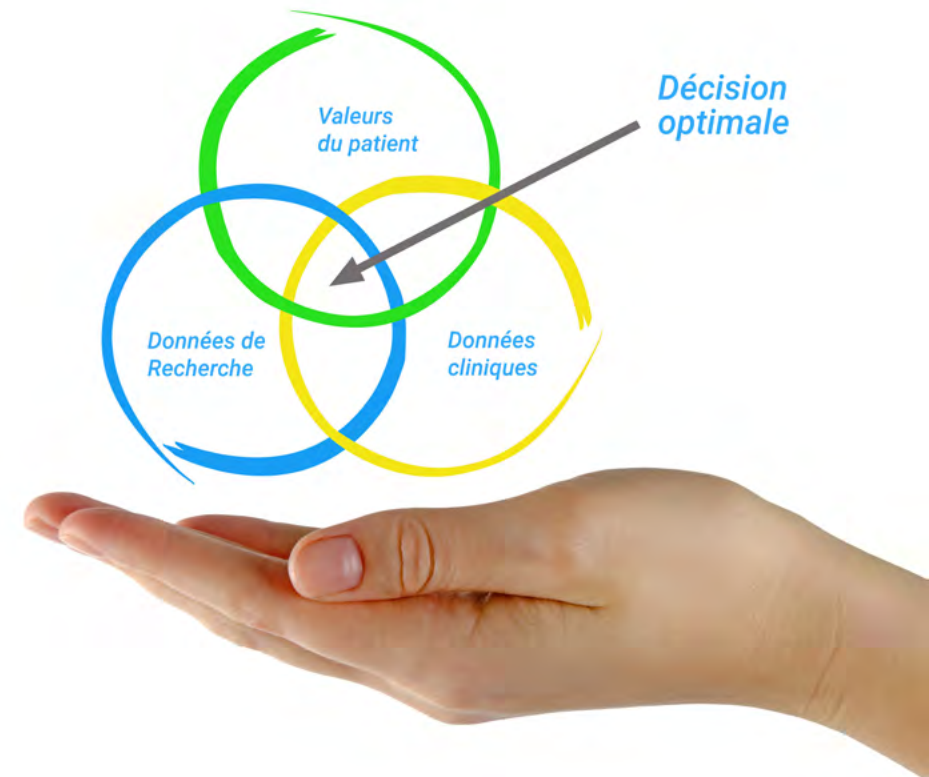 Décision
optimale
Valeurs
du patient
Données de
Recherche
Données
cliniques